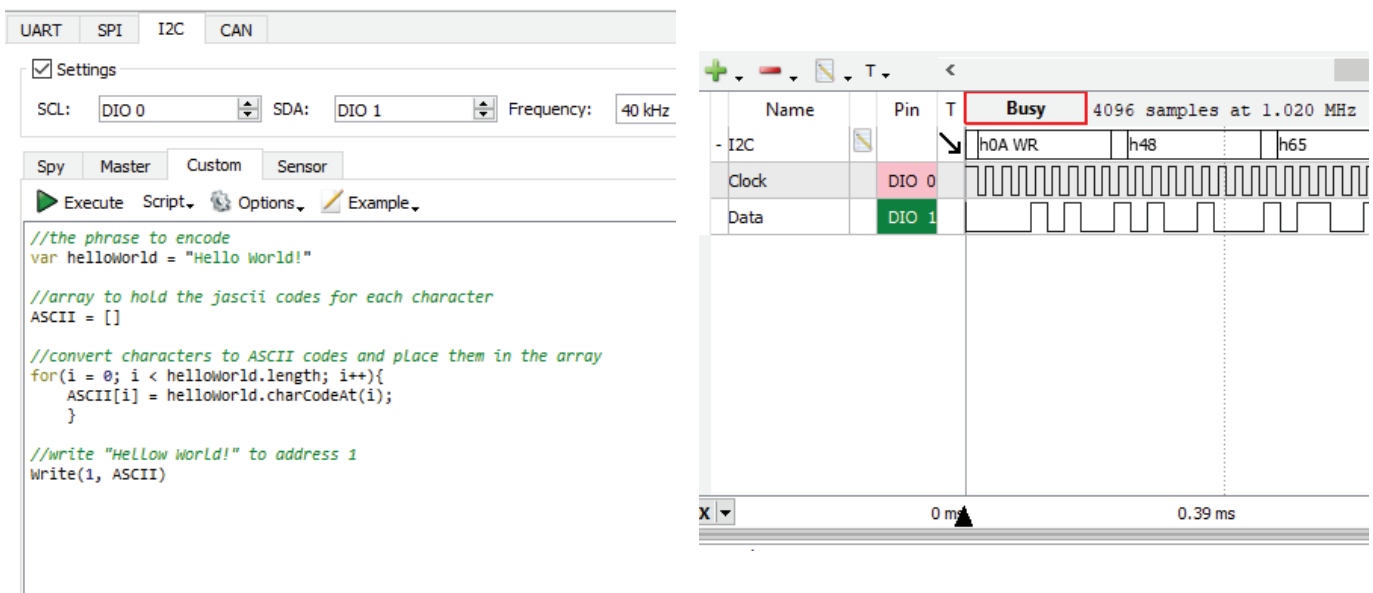 UART SPI I2C CAN
Settings
SCL: DIO 0 SDA: DIO 1 Frequency: 40 kHz
Spy Master Custom Sensor
Execute Script Options Example
//the phrase to encode
var helloWorld = "Hello World!"
//array to hold the jascii codes for each character
ASCII = []
//convert characters to ASCII codes and place them in the array
for(i = 0; i < helloWorld.length; i++){
ASCII[i] = helloWorld.charCodeAt(i);
}
//write "Hellow World!" to address 1
Write(1, ASCII)
T
Name Pin T Busy 4096 samples at 1.020 MHz
- I2C h0A WR h48 h65
Clock DIO 0
Data DIO 1
X 0 ms 0.39 ms